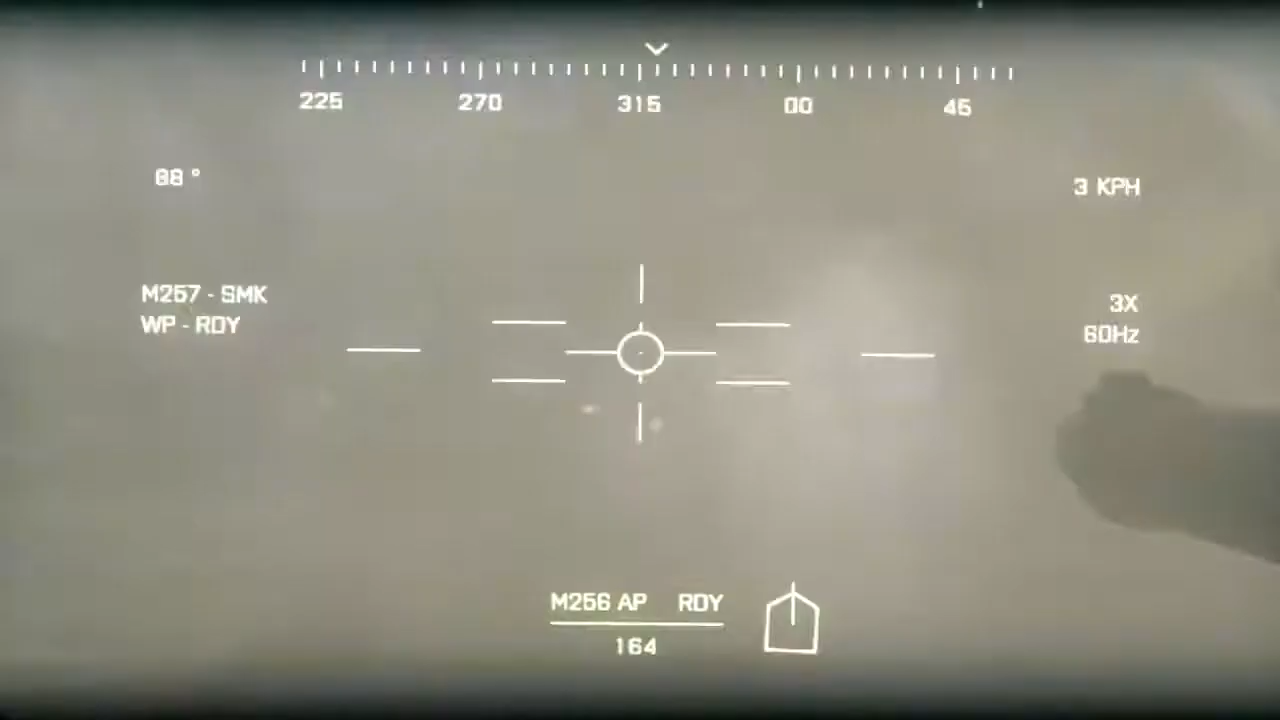 225 270 315 00 45
88 °
3 KPH
M257 - SMK
WP - RDY
3X
60Hz
M256 AP RDY
164